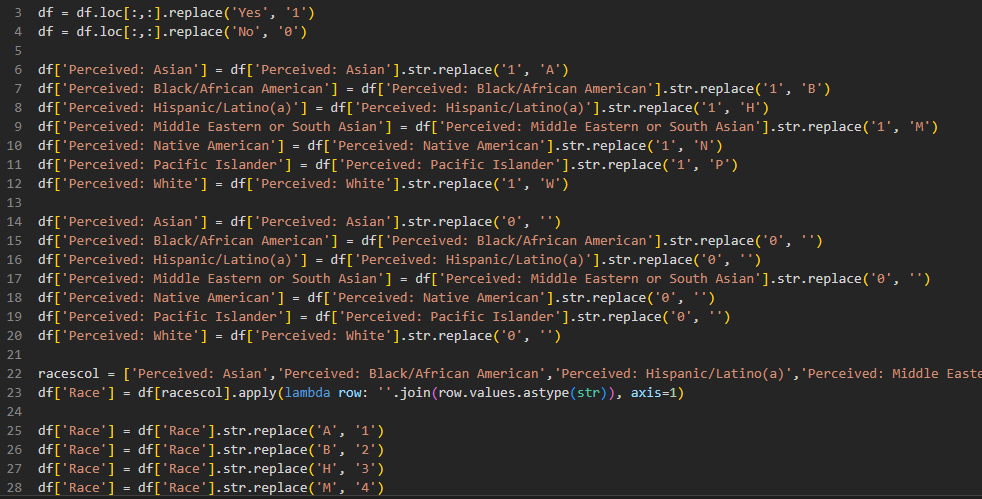 3 df = df.loc[:,:].replace('Yes', '1')
4 df = df.loc[:,:].replace('No', '0')
5
6 df['Perceived: Asian'] = df['Perceived: Asian'].str.replace('1', 'A')
7 df['Perceived: Black/African American'] = df['Perceived: Black/African American'].str.replace('1', 'B')
8 df['Perceived: Hispanic/Latino(a)'] = df['Perceived: Hispanic/Latino(a)'].str.replace('1', 'H')
9 df['Perceived: Middle Eastern or South Asian'] = df['Perceived: Middle Eastern or South Asian'].str.replace('1', 'M')
10 df['Perceived: Native American'] = df['Perceived: Native American'].str.replace('1', 'N')
11 df['Perceived: Pacific Islander'] = df['Perceived: Pacific Islander'].str.replace('1', 'P')
12 df['Perceived: White'] = df['Perceived: White'].str.replace('1', 'W')
13
14 df['Perceived: Asian'] = df['Perceived: Asian'].str.replace('0', '')
15 df['Perceived: Black/African American'] = df['Perceived: Black/African American'].str.replace('0', '')
16 df['Perceived: Hispanic/Latino(a)'] = df['Perceived: Hispanic/Latino(a)'].str.replace('0', '')
17 df['Perceived: Middle Eastern or South Asian'] = df['Perceived: Middle Eastern or South Asian'].str.replace('0', '')
18 df['Perceived: Native American'] = df['Perceived: Native American'].str.replace('0', '')
19 df['Perceived: Pacific Islander'] = df['Perceived: Pacific Islander'].str.replace('0', '')
20 df['Perceived: White'] = df['Perceived: White'].str.replace('0', '')
21
22 racescol = ['Perceived: Asian','Perceived: Black/African American','Perceived: Hispanic/Latino(a)','Perceived: Middle Easte
23 df['Race'] = df[racescol].apply(lambda row: ''.join(row.values.astype(str)), axis=1)
24
25 df['Race'] = df['Race'].str.replace('A', '1')
26 df['Race'] = df['Race'].str.replace('B', '2')
27 df['Race'] = df['Race'].str.replace('H', '3')
28 df['Race'] = df['Race'].str.replace('M', '4')